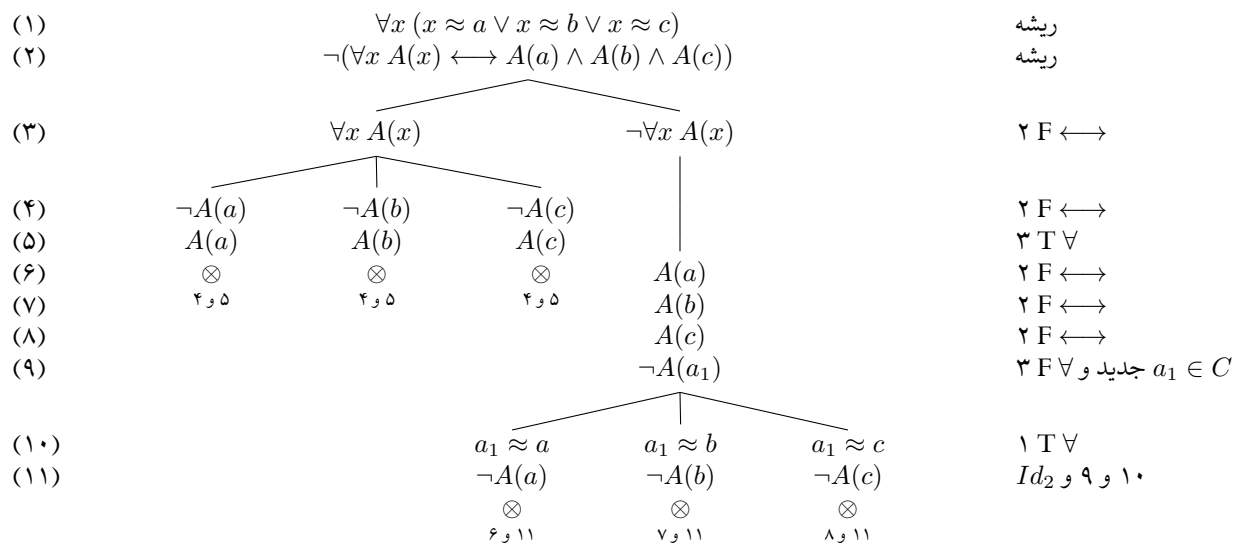 (۱) ∀x (x ≈ a ∨ x ≈ b ∨ x ≈ c) ریشه
(۲) ¬(∀x A(x) ⟷ A(a) ∧ A(b) ∧ A(c)) ریشه
(۳) ∀x A(x) ¬∀x A(x) ۲ F ⟷
(۴) ¬A(a) ¬A(b) ¬A(c) ۲ F ⟷
(۵) A(a) A(b) A(c) ۳ T ∀
(۶) ⊗ ⊗ ⊗ A(a) ۲ F ⟷
(۷) ۵ و ۴ ۵ و ۴ ۵ و ۴ A(b) ۲ F ⟷
(۸) A(c) ۲ F ⟷
(۹) ¬A(a₁) a₁ ∈ C جدید و ۳ F ∀
(۱۰) a₁ ≈ a a₁ ≈ b a₁ ≈ c ۱ T ∀
(۱۱) ¬A(a) ¬A(b) ¬A(c) ۱۰ و ۹ و Id₂
⊗ ⊗ ⊗
۱۱ و ۶ ۱۱ و ۷ ۱۱ و ۸